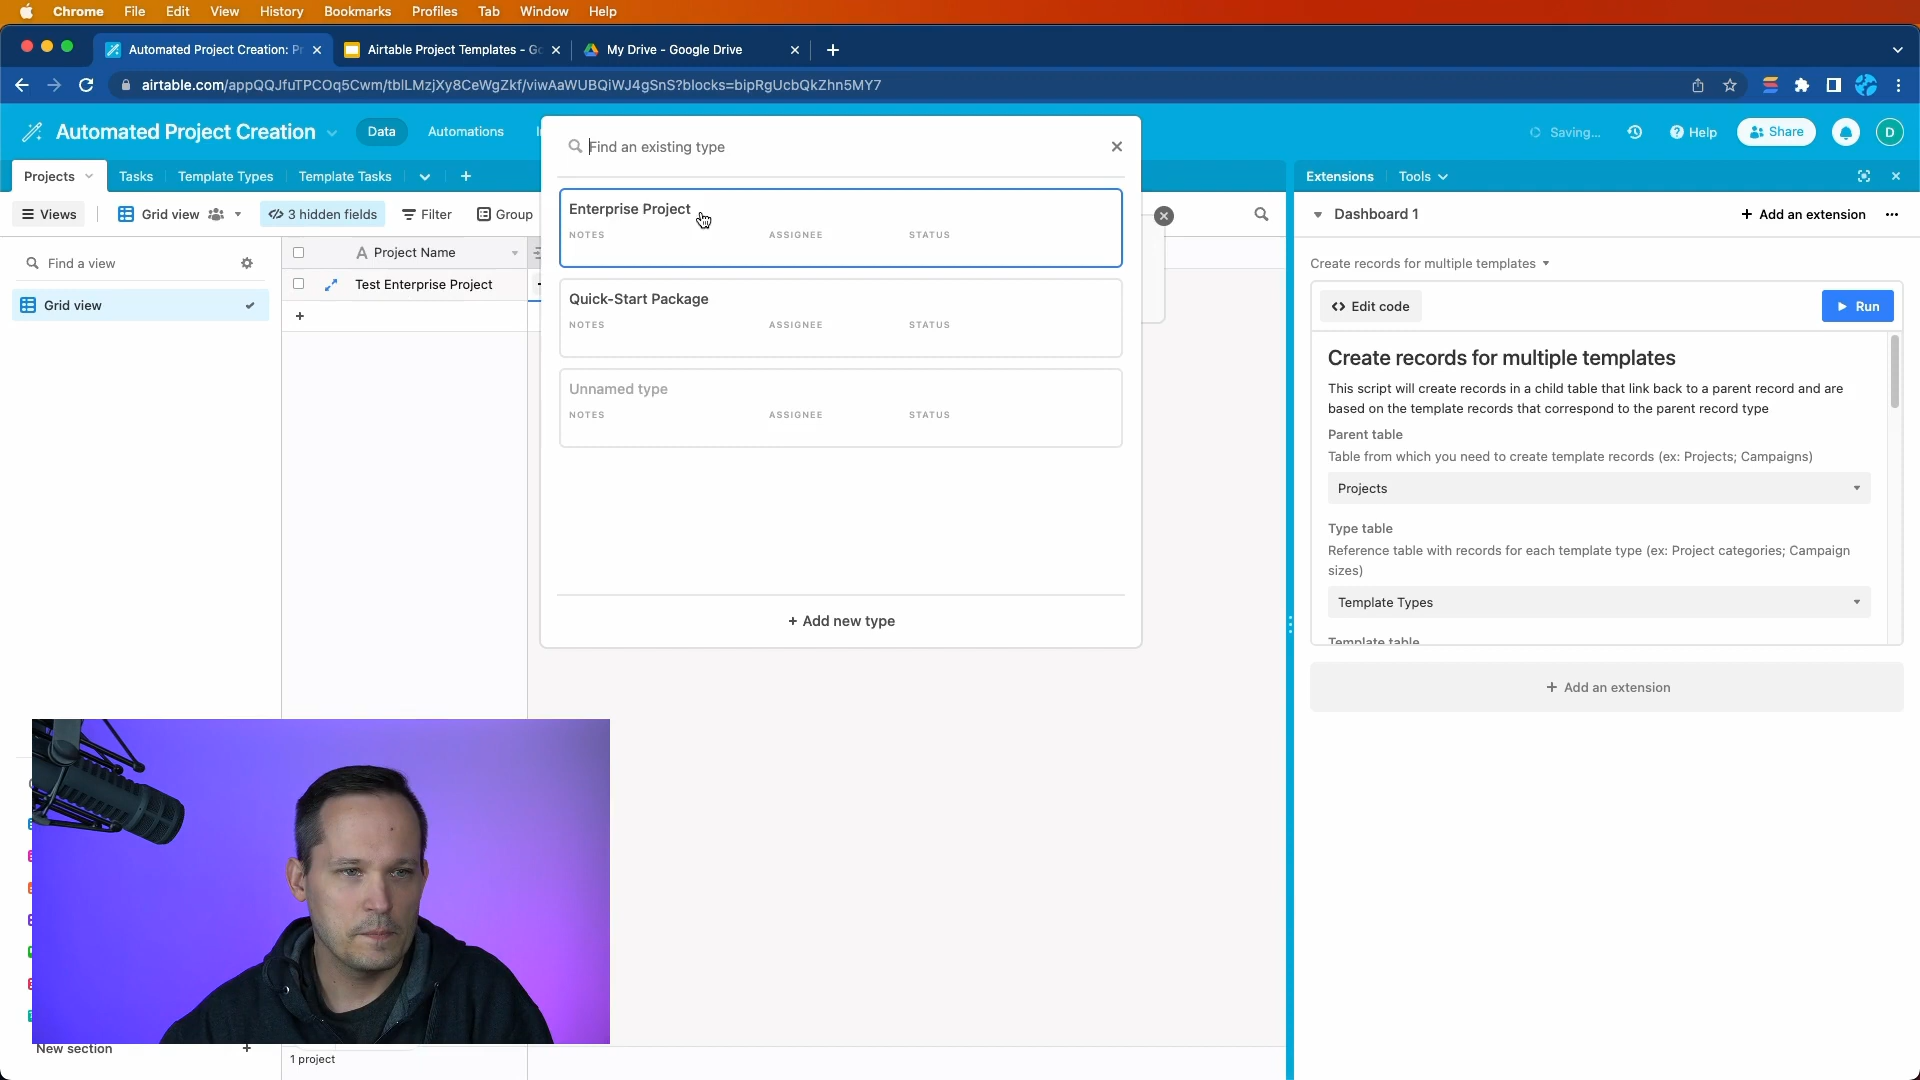 Chrome File Edit View History Bookmarks Profiles Tab Window Help
Automated Project Creation: Pr
Airtable Project Templates - Go
My Drive - Google Drive
airtable.com/appQQJfuTPCOq5Cwm/tblLMzjXy8CeWgZkf/viwAaWUBQiWJ4gSnS?blocks=bipRgUcbQkZhn5MY7
Automated Project Creation
Data
Automations
Saving...
Help
Share
D
Projects
Tasks
Template Types
Template Tasks
Extensions
Tools
Views
Grid view
3 hidden fields
Filter
Group
Find a view
Grid view
Project Name
Test Enterprise Project
+
Find an existing type
Enterprise Project
NOTES ASSIGNEE STATUS
Quick-Start Package
NOTES ASSIGNEE STATUS
Unnamed type
NOTES ASSIGNEE STATUS
+ Add new type
Dashboard 1
+ Add an extension
Create records for multiple templates
Edit code
Run
Create records for multiple templates
This script will create records in a child table that link back to a parent record and are
based on the template records that correspond to the parent record type
Parent table
Table from which you need to create template records (ex: Projects; Campaigns)
Projects
Type table
Reference table with records for each template type (ex: Project categories; Campaign
sizes)
Template Types
Template table
+ Add an extension
New section +
1 project